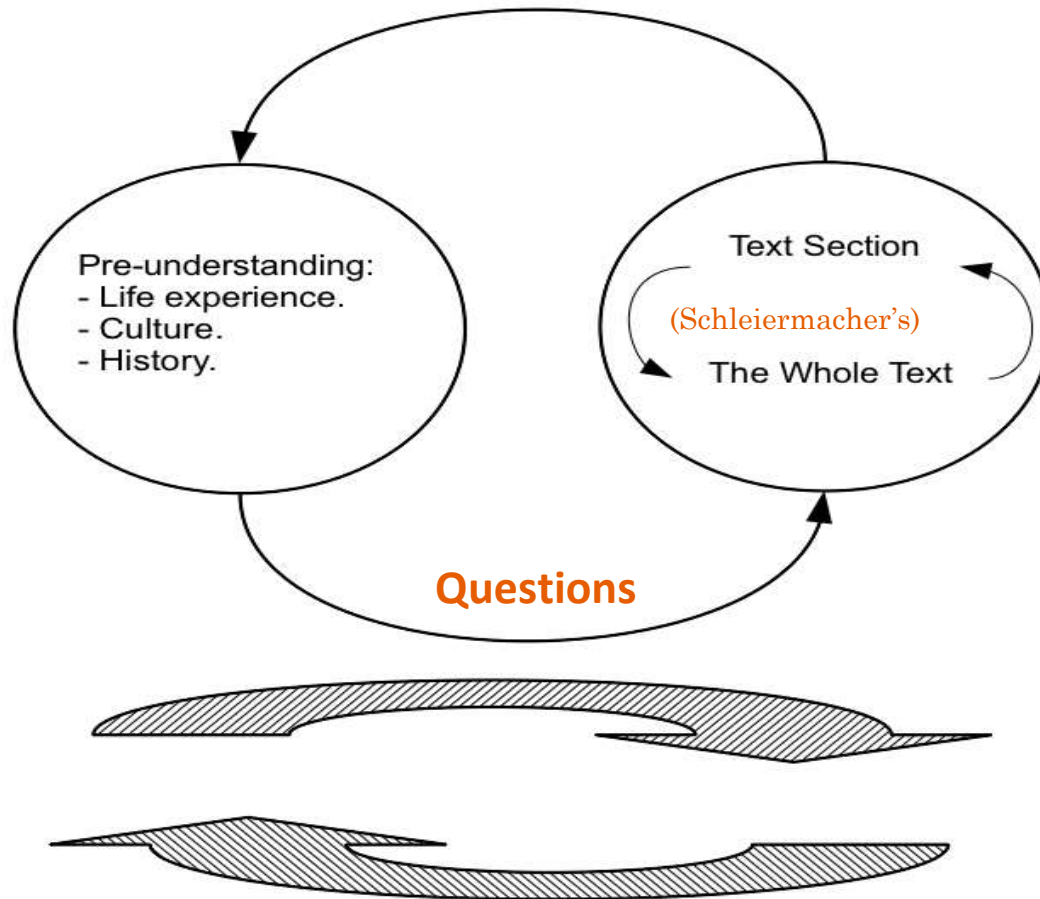 Pre-understanding:
- Life experience.
- Culture.
- History.
Text Section
(Schleiermacher’s)
The Whole Text
Questions